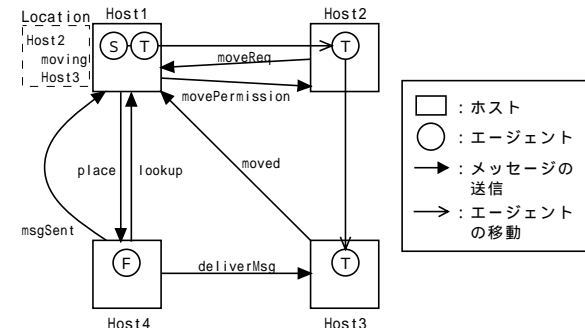 Location
Host1
Host2
Host2
moving
Host3
S
T
T
moveReq
movePermission
place
lookup
moved
msgSent
F
deliverMsg
T
Host4
Host3
：ホスト
：エージェント
：メッセージの
送信
：エージェント
の移動